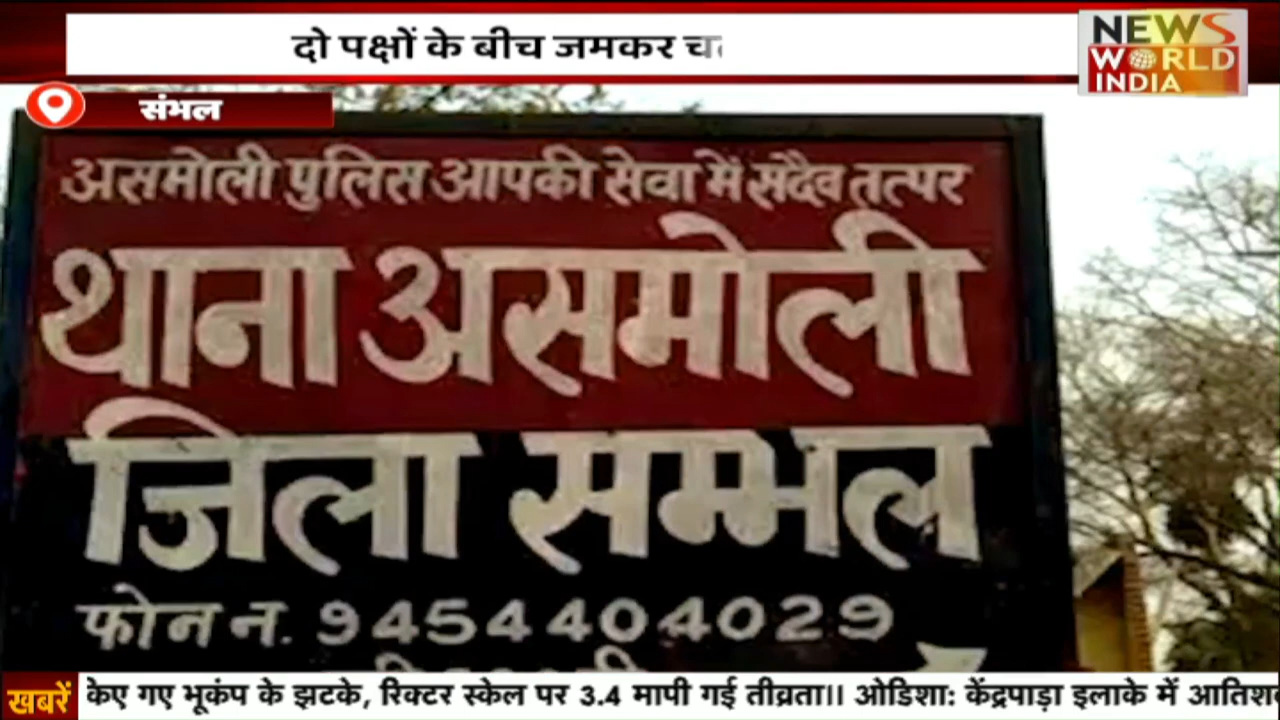 दो पक्षों के बीच जमकर
NEWS
WORLD
INDIA
संभल
असमोली पुलिस आपकी सेवा में सदैव तत्पर
थाना असमोली
जिला सम्भल
फोन न. 9454404029
खबरें
केए गए भूकंप के झटके, रिक्टर स्केल पर 3.4 मापी गई तीव्रता।। ओडिशा: केंद्रपाड़ा इलाके में